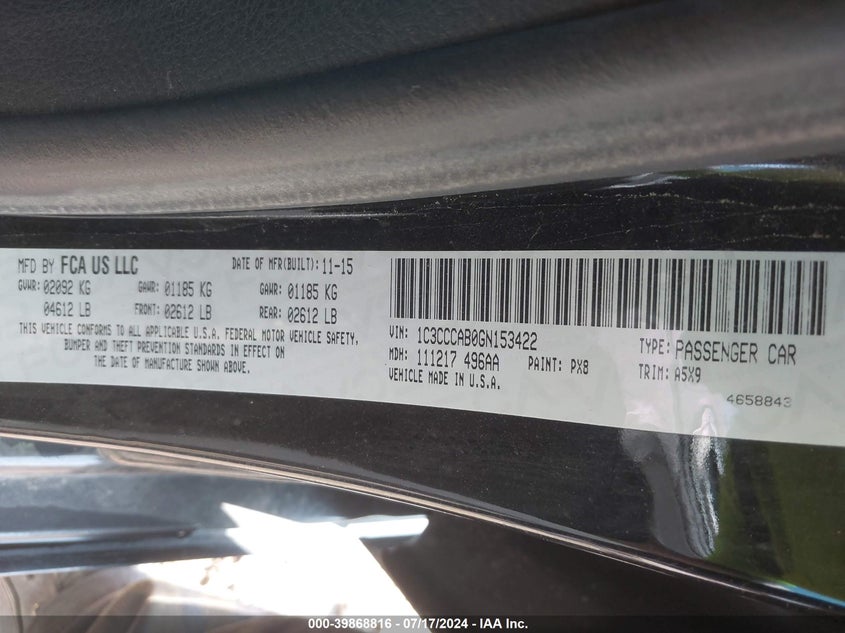 MFD BY FCA US LLC DATE OF MFR(BUILT): 11-15
GVWR: 02092 KG GAWR: 01185 KG GAWR: 01185 KG
04612 LB FRONT: 02612 LB REAR: 02612 LB
THIS VEHICLE CONFORMS TO ALL APPLICABLE U.S.A. FEDERAL MOTOR VEHICLE SAFETY,
BUMPER AND THEFT PREVENTION STANDARDS IN EFFECT ON
THE DATE OF MANUFACTURE SHOWN ABOVE.
VIN: 1C3CCCAB0GN153422 TYPE: PASSENGER CAR
MDH: 111217 496AA PAINT: PX8 TRIM: A5X9
VEHICLE MADE IN U.S.A.
4658843
000-39868816 - 07/17/2024 - IAA Inc.